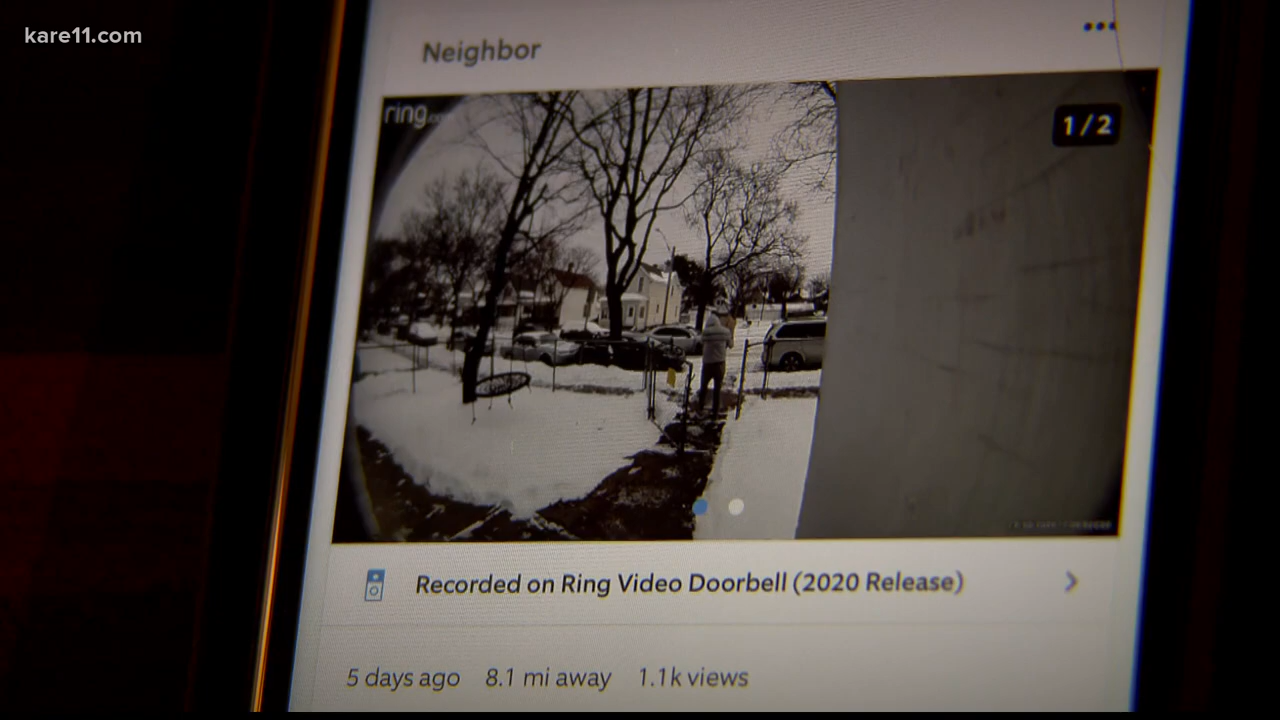 kare11.com
Neighbor
ring
1/2
Recorded on Ring Video Doorbell (2020 Release)
5 days ago 8.1 mi away 1.1k views